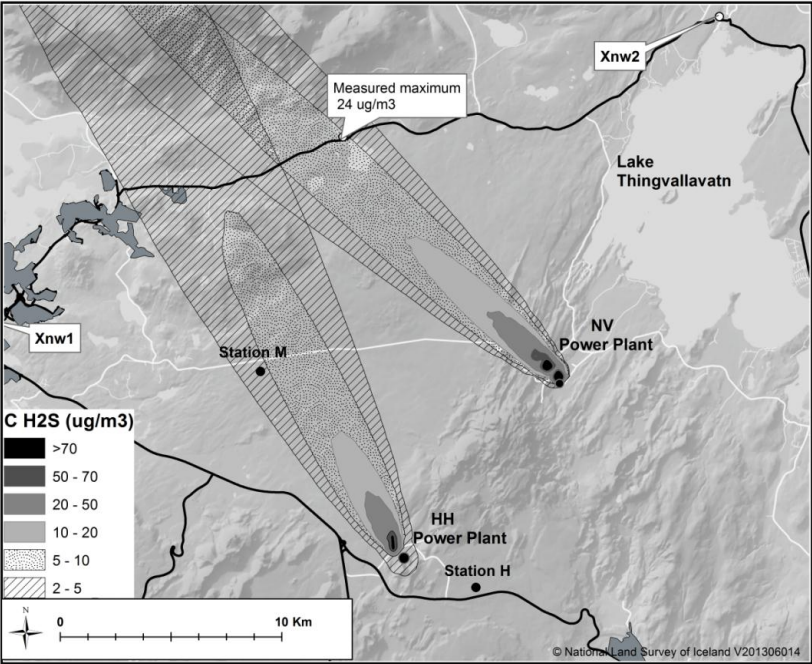 Xnw2
Measured maximum
24 ug/m3
Lake
Thingvallavatn
Xnw1
NV
Power Plant
Station M
C H2S (ug/m3)
>70
50 - 70
20 - 50
10 - 20
5 - 10
2 - 5
HH
Power Plant
Station H
N
0
10 Km
© National Land Survey of Iceland V201306014